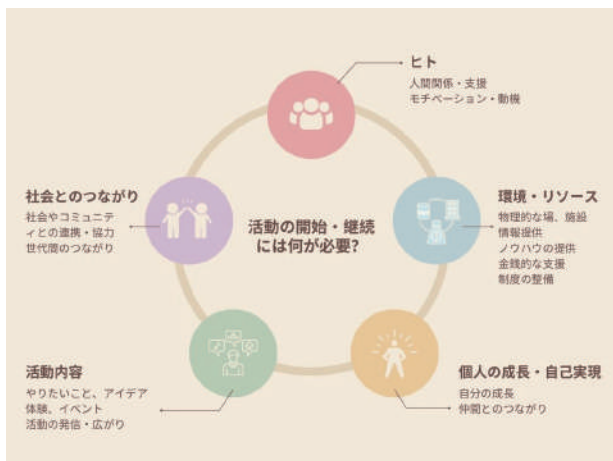 ヒト
人間関係・支援
モチベーション・動機
環境・リソース
物理的な場、施設
情報提供
ノウハウの提供
金銭的な支援
制度の整備
個人の成長・自己実現
自分の成長
仲間とのつながり
活動内容
やりたいこと、アイデア
体験、イベント
活動の発信・広がり
社会とのつながり
社会やコミュニテ
ィとの連携・協力
世代間のつながり
活動の開始・継続
には何が必要?